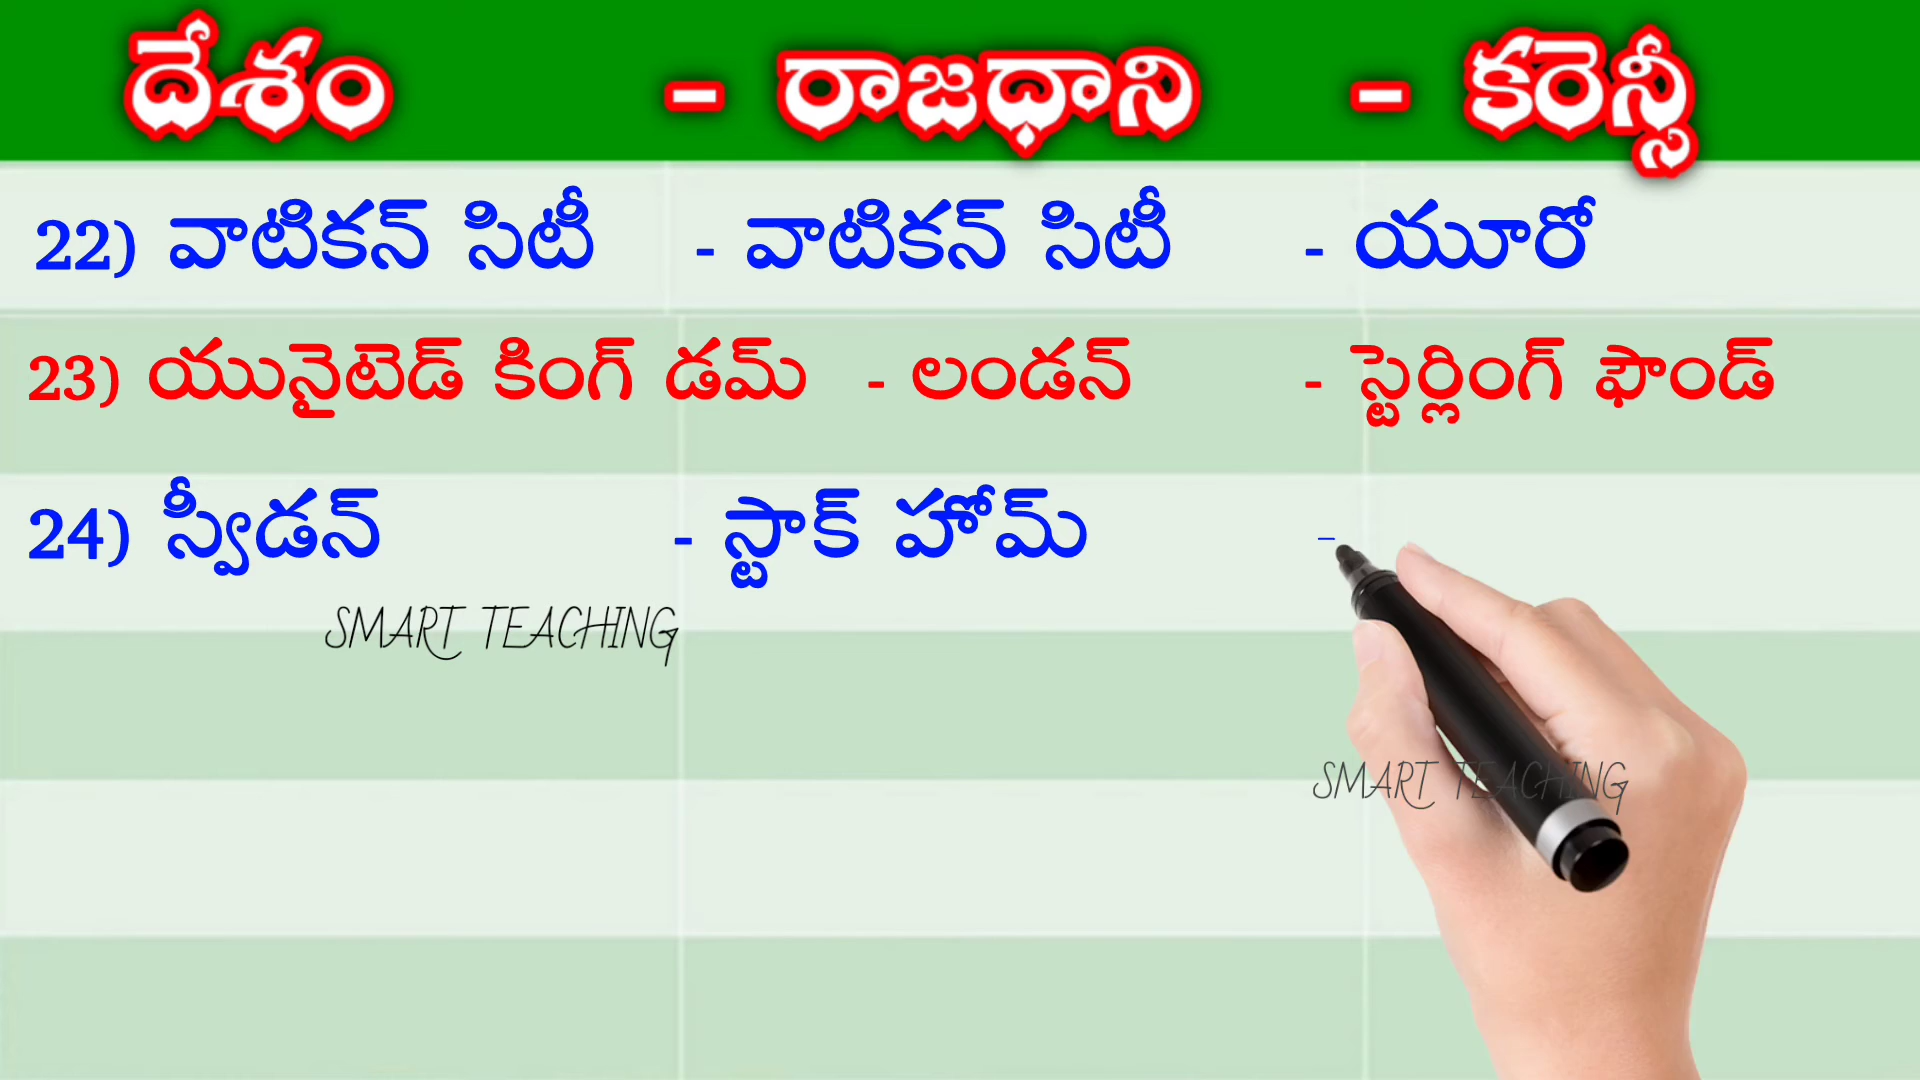 దేశం - రాజధాని - కరెన్సీ
22) వాటికన్ సిటీ - వాటికన్ సిటీ - యూరో
23) యునైటెడ్ కింగ్ డమ్ - లండన్ - స్టెర్లింగ్ ఫౌండ్
24) స్వీడన్ - స్టాక్ హోమ్ -
SMART TEACHING
SMART TEACHING